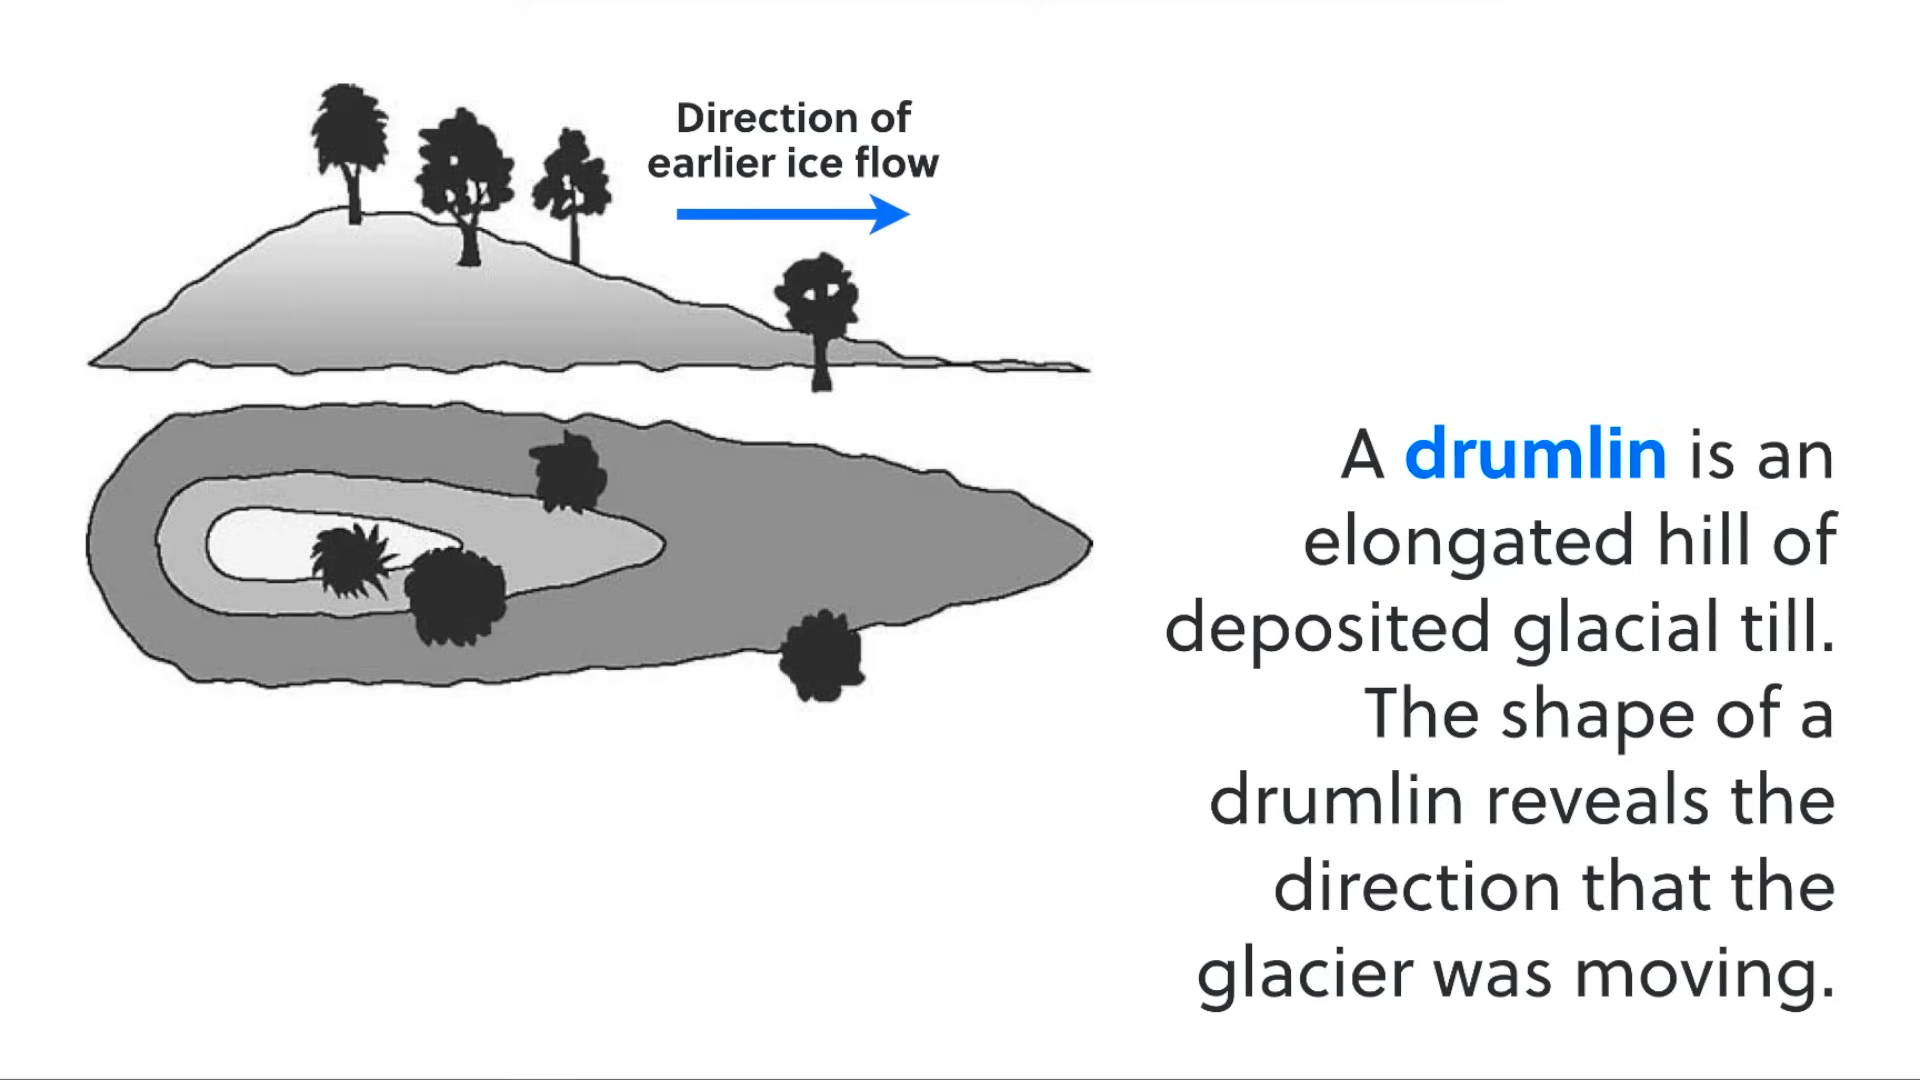 Direction of
earlier ice flow
A drumlin is an
elongated hill of
deposited glacial till.
The shape of a
drumlin reveals the
direction that the
glacier was moving.